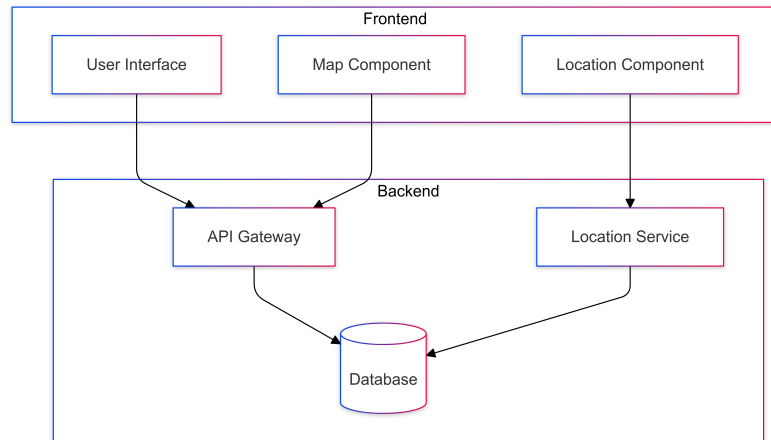 Frontend
User Interface
Map Component
Location Component
Backend
API Gateway
Location Service
Database